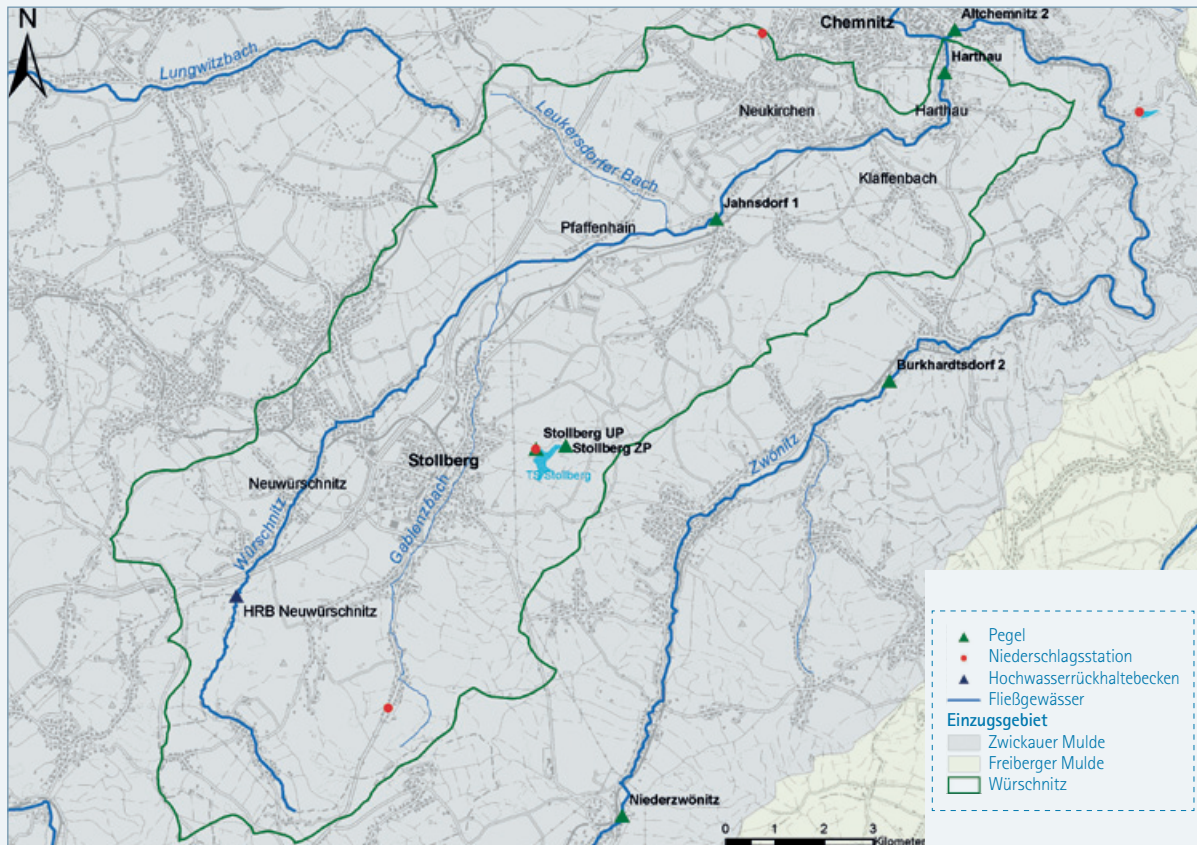 N
Chemnitz
Altchemnitz 2
Lungwitzbach
Harthau
Neukirchen
Harthau
Leukersdorfer Bach
Klaffenbach
Jahnsdorf 1
Pfaffenhain
Burkhardtsdorf 2
Stollberg UP
Stollberg ZP
Stollberg
TS Stollberg
Zwönitz
Neuwürschnitz
Würschnitz
Gablenzbach
HRB Neuwürschnitz
Niederzwönitz
0 1 2 3
Kilometer
Pegel
Niederschlagsstation
Hochwasserrückhaltebecken
Fließgewässer
Einzugsgebiet
Zwickauer Mulde
Freiberger Mulde
Würschnitz